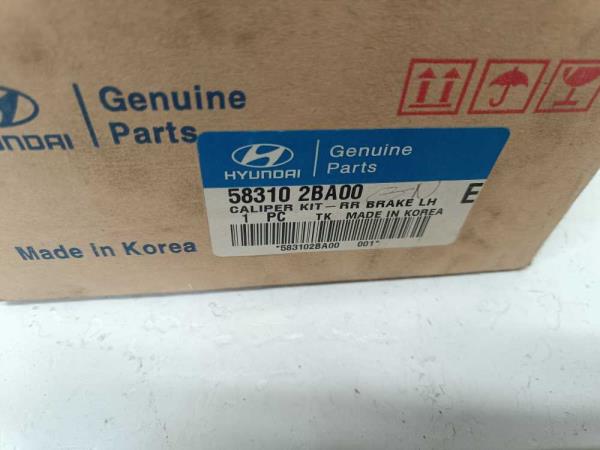 HYUNDAI
Genuine
Parts
Made in Korea
HYUNDAI
Genuine
Parts
58310 2BA00
E
CALIPER KIT-RR BRAKE LH
1 PC TK MADE IN KOREA
*583102BA00 001*